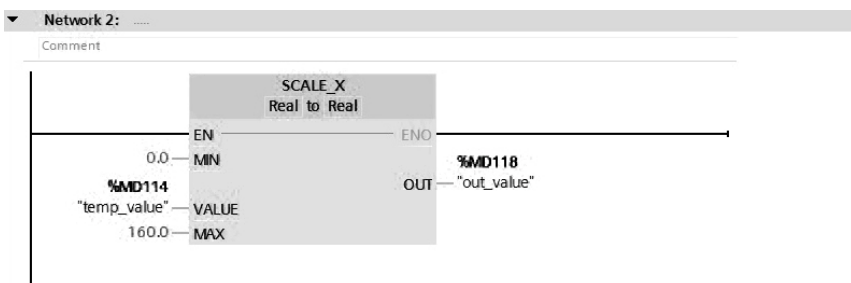 Network 2: .....
Comment
SCALE_X
Real to Real
EN ENO
0.0 MIN
%MD118
%MD114
OUT "out_value"
"temp_value" VALUE
160.0 MAX